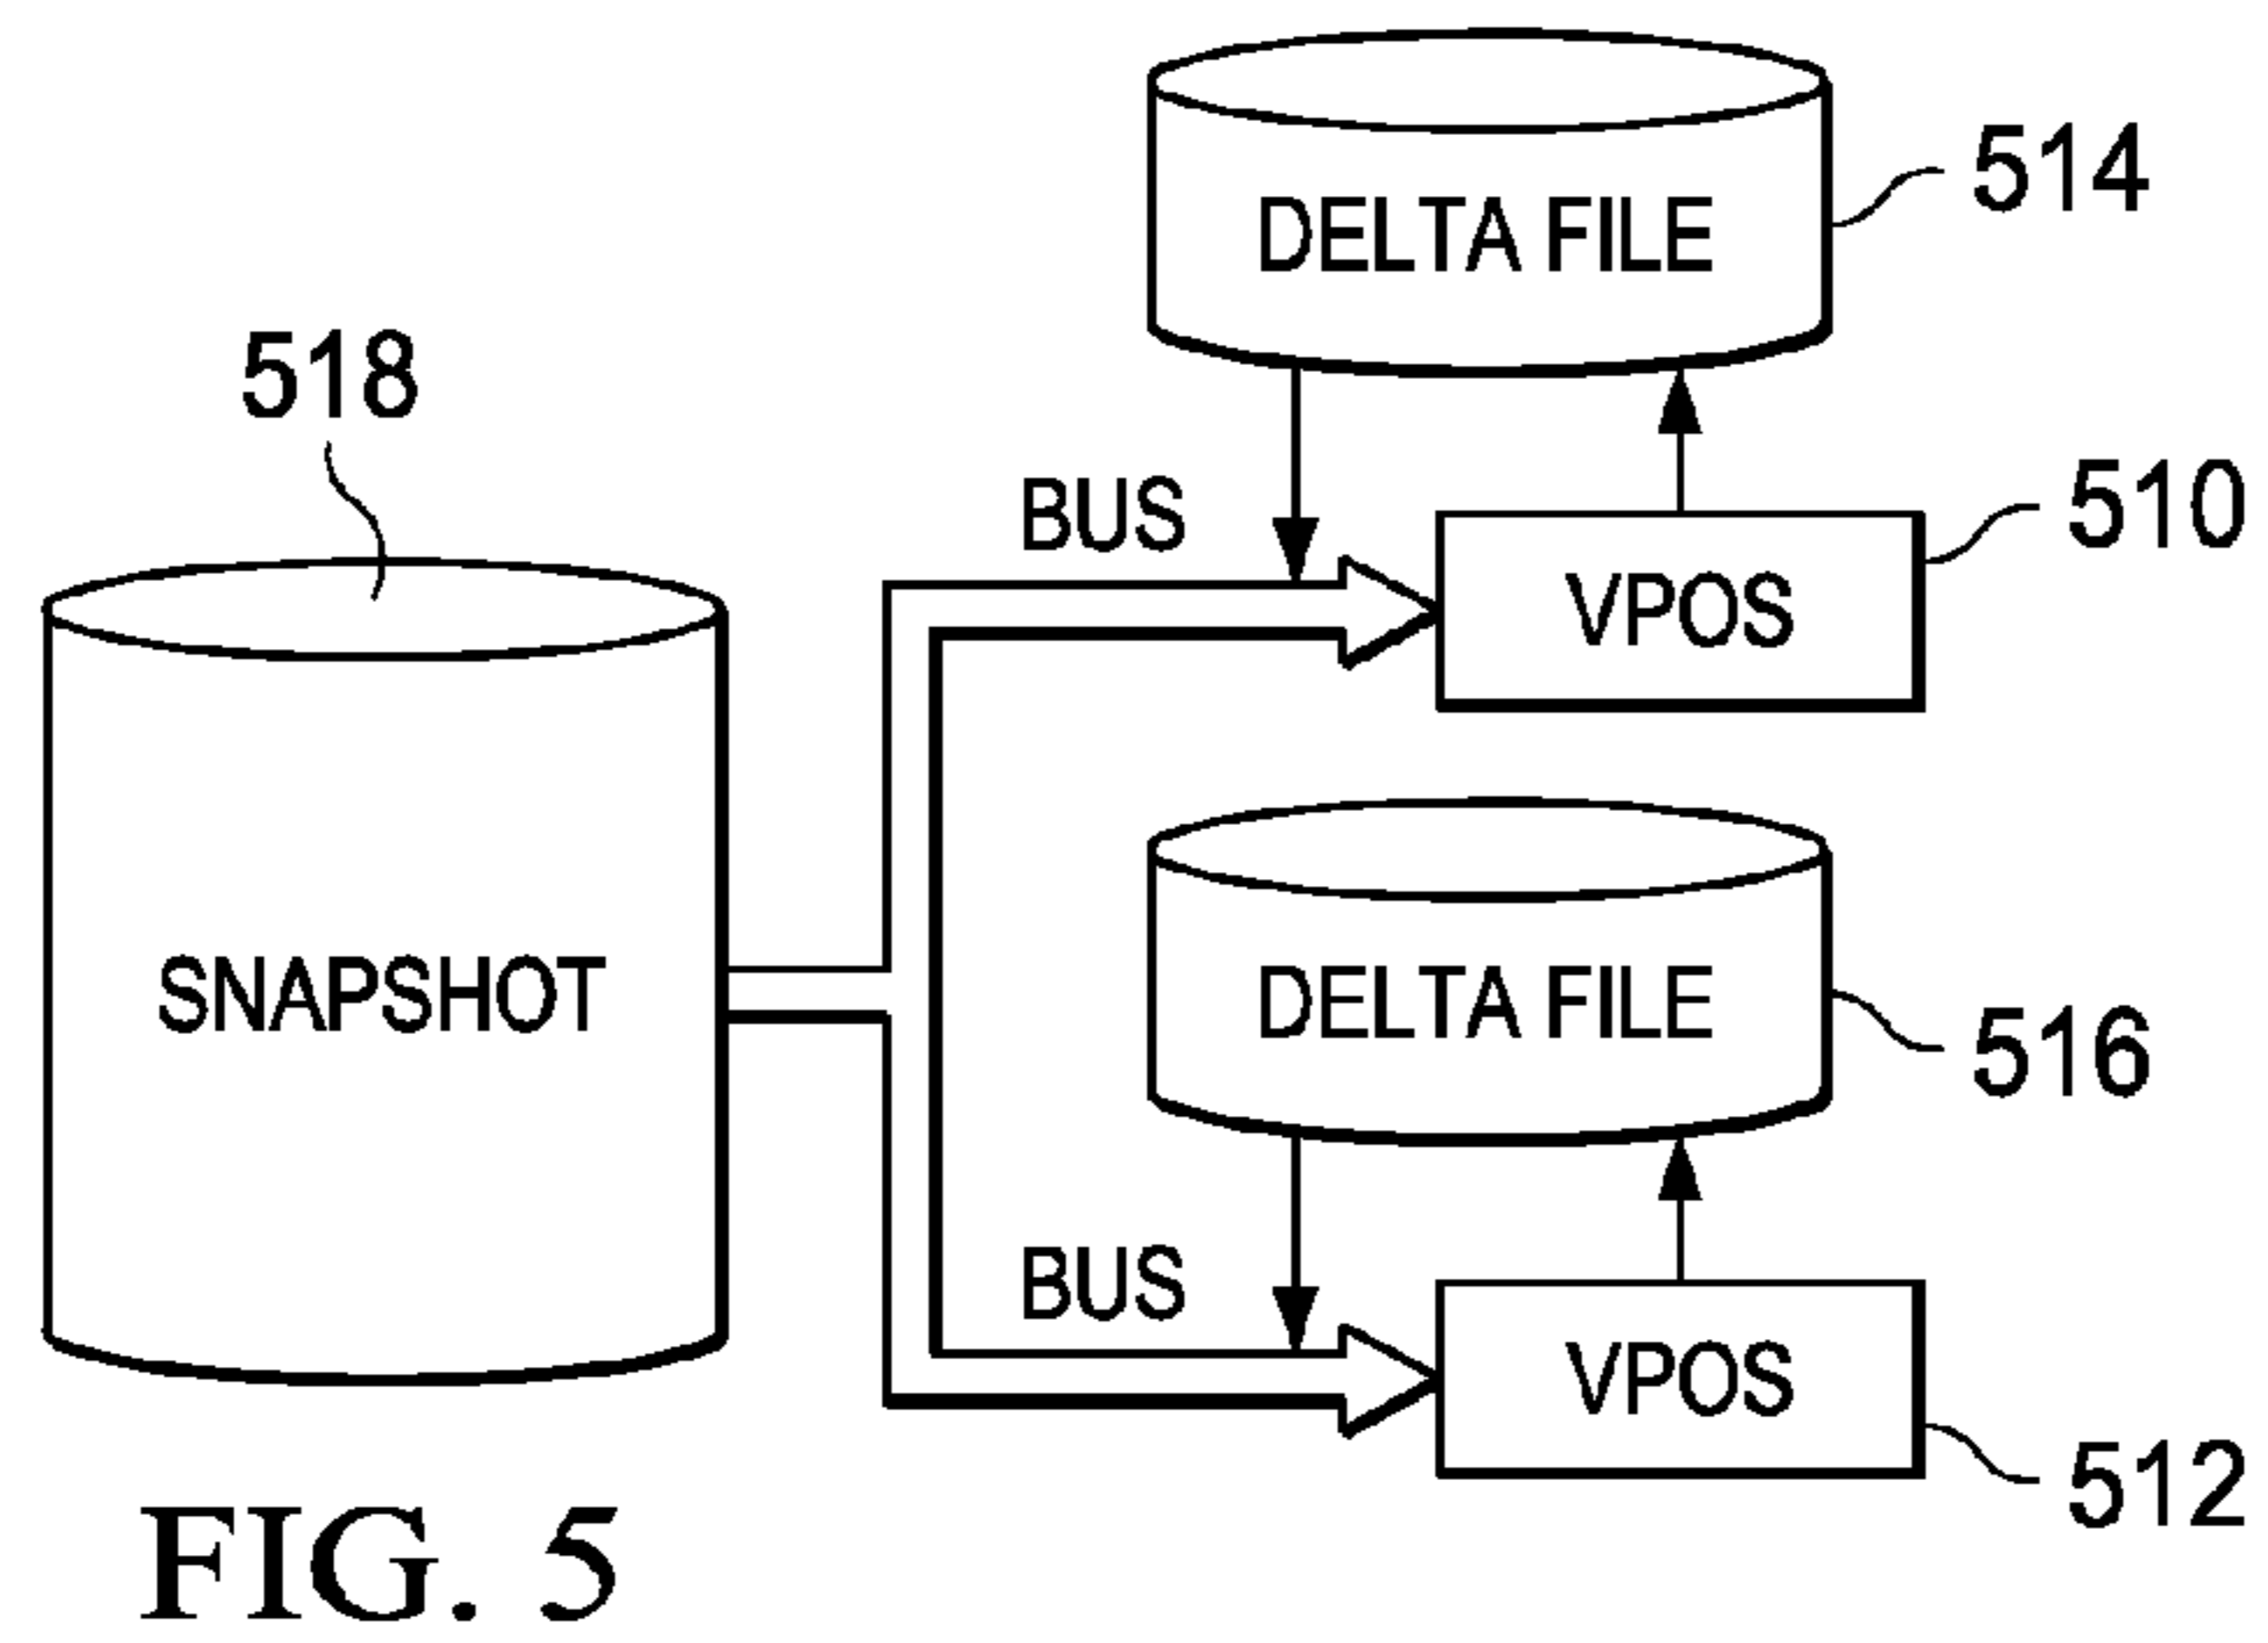 DELTA FILE
514
518
BUS
510
VPOS
SNAPSHOT
DELTA FILE
516
BUS
VPOS
512
FIG. 5